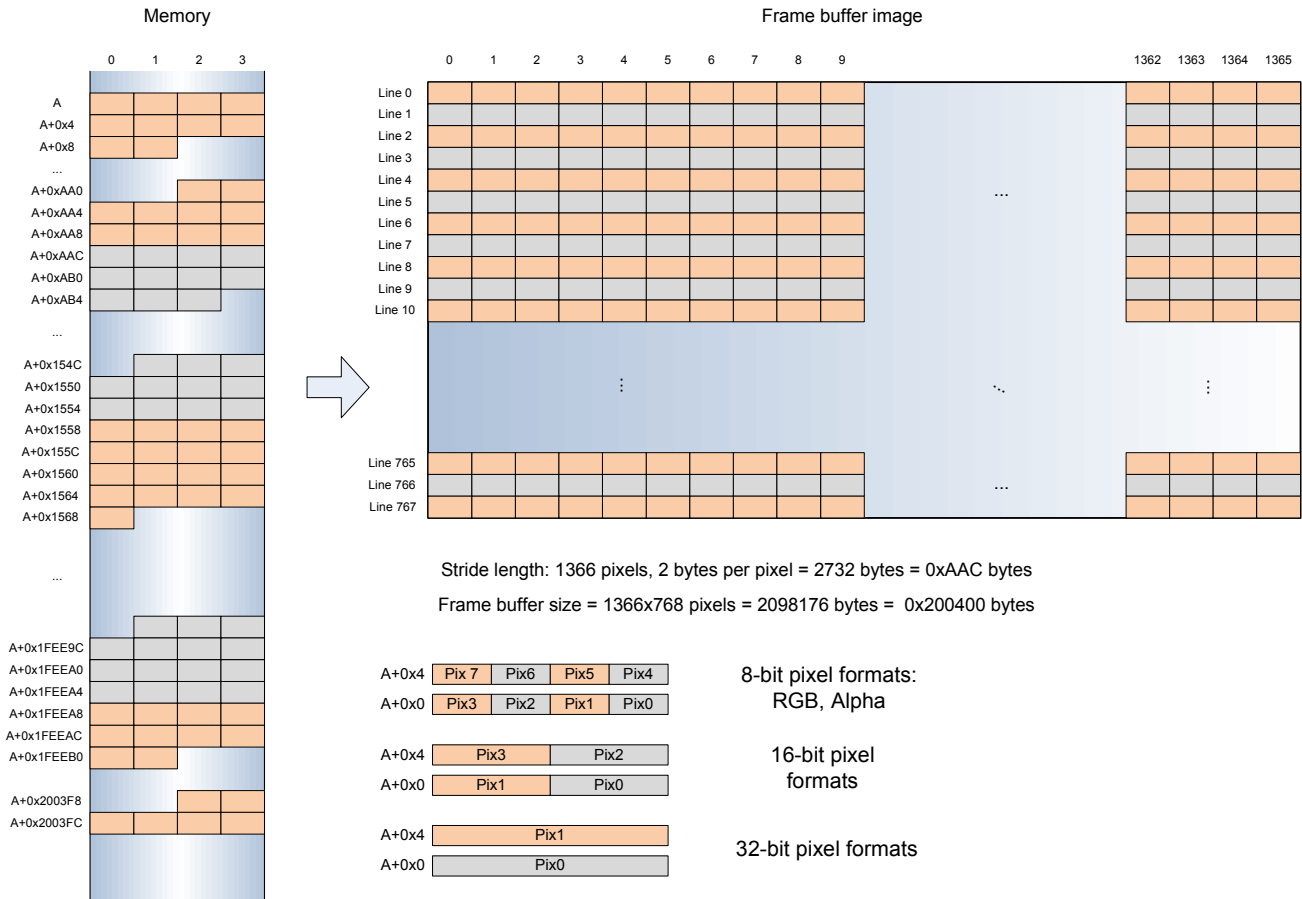 Memory
0 1 2 3
A
A+0x4
A+0x8
...
A+0xAA0
A+0xAA4
A+0xAA8
A+0xAAC
A+0xAB0
A+0xAB4
...
A+0x154C
A+0x1550
A+0x1554
A+0x1558
A+0x155C
A+0x1560
A+0x1564
A+0x1568
...
A+0x1FEE9C
A+0x1FEEA0
A+0x1FEEA4
A+0x1FEEA8
A+0x1FEEAC
A+0x1FEEB0
A+0x2003F8
A+0x2003FC
Frame buffer image
0 1 2 3 4 5 6 7 8 9 1362 1363 1364 1365
Line 0
Line 1
Line 2
Line 3
Line 4
Line 5 ...
Line 6
Line 7
Line 8
Line 9
Line 10
... ... ...
Line 765
Line 766 ...
Line 767
Stride length: 1366 pixels, 2 bytes per pixel = 2732 bytes = 0xAAC bytes
Frame buffer size = 1366x768 pixels = 2098176 bytes = 0x200400 bytes
A+0x4 Pix 7 Pix6 Pix5 Pix4
A+0x0 Pix3 Pix2 Pix1 Pix0
8-bit pixel formats:
RGB, Alpha
A+0x4 Pix3 Pix2
A+0x0 Pix1 Pix0
16-bit pixel
formats
A+0x4 Pix1
A+0x0 Pix0
32-bit pixel formats